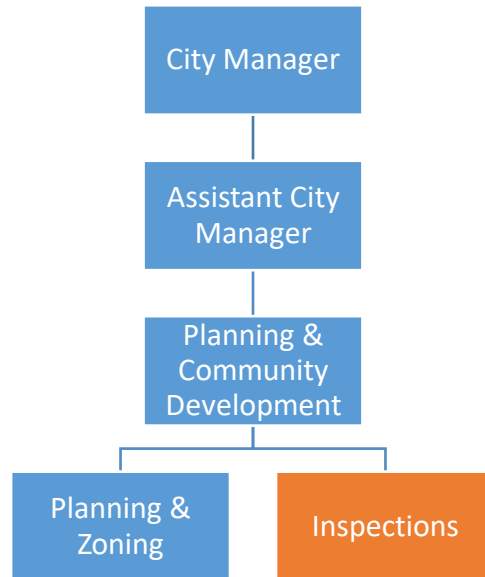 City Manager
Assistant City
Manager
Planning &
Community
Development
Planning &
Zoning
Inspections